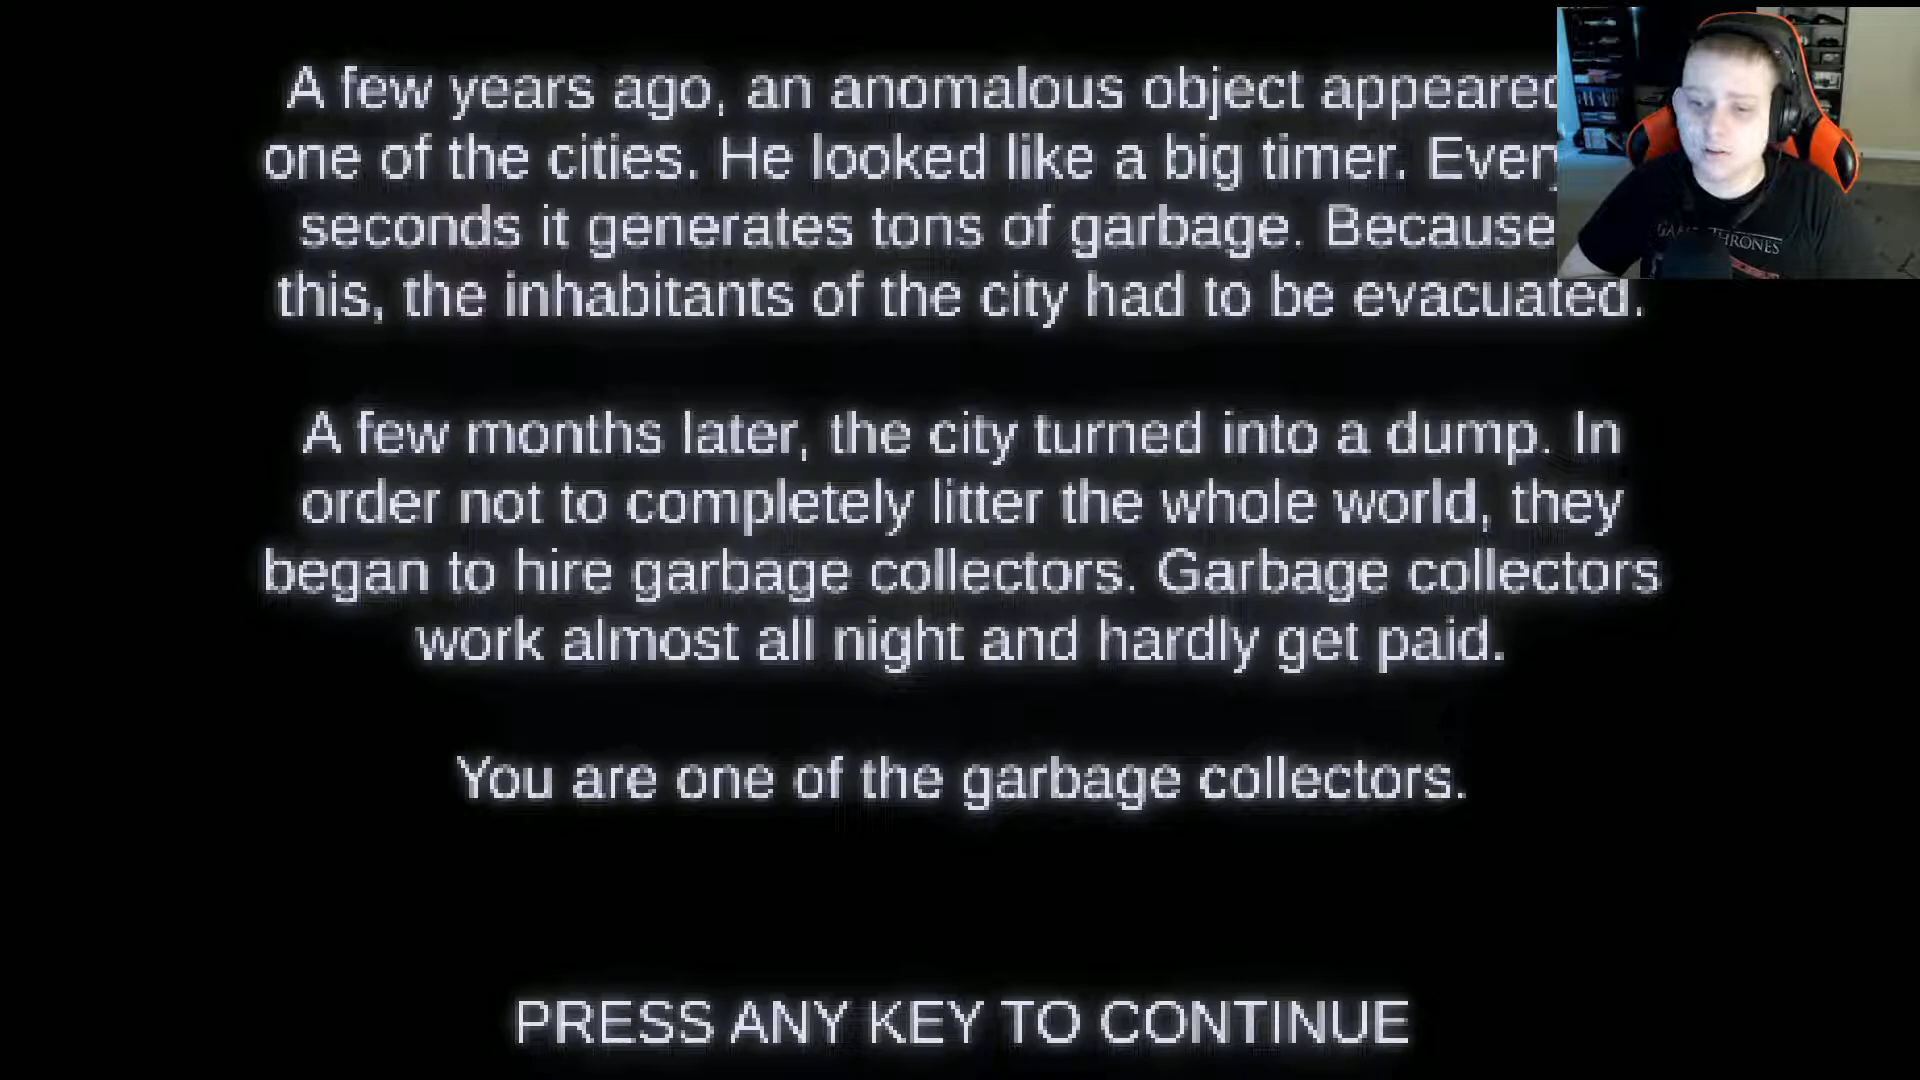 A few years ago, an anomalous object appeared
one of the cities. He looked like a big timer. Every
seconds it generates tons of garbage. Because
this, the inhabitants of the city had to be evacuated.
A few months later, the city turned into a dump. In
order not to completely litter the whole world, they
began to hire garbage collectors. Garbage collectors
work almost all night and hardly get paid.
You are one of the garbage collectors.
PRESS ANY KEY TO CONTINUE
THRONES